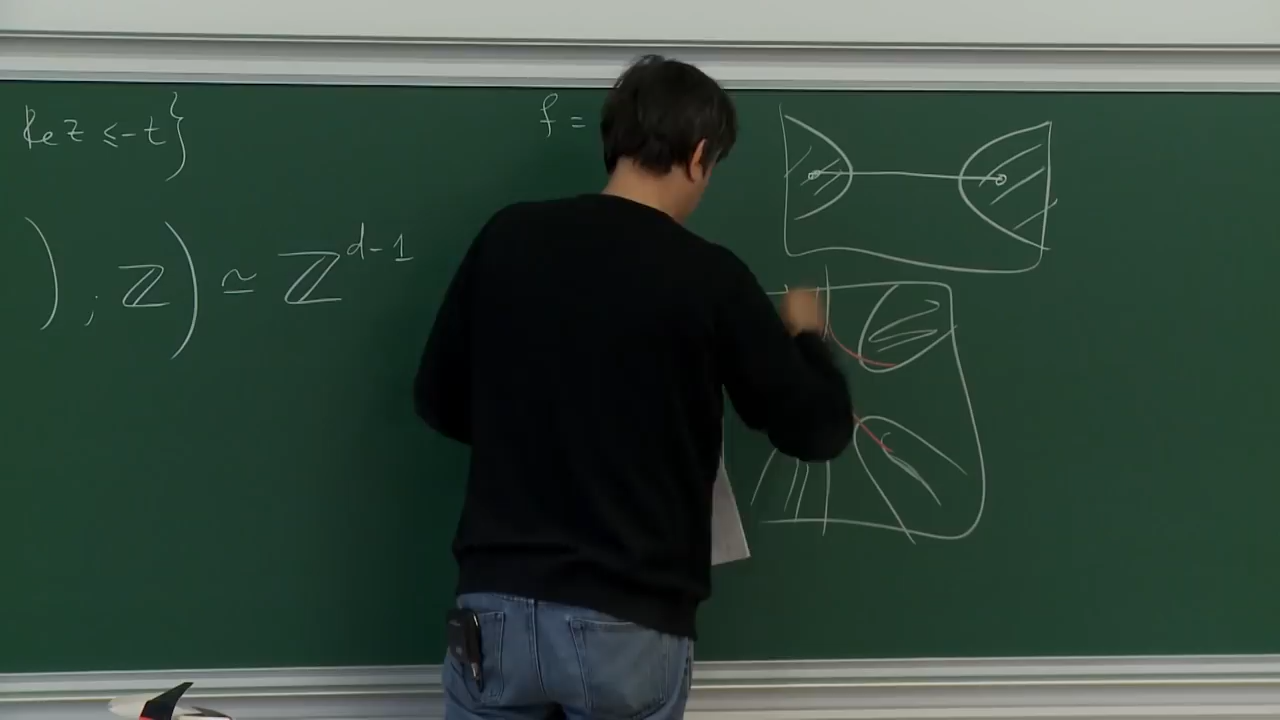 Re z ≤ -t}
f =
) ; ℤ) ≃ ℤ^{d-1}